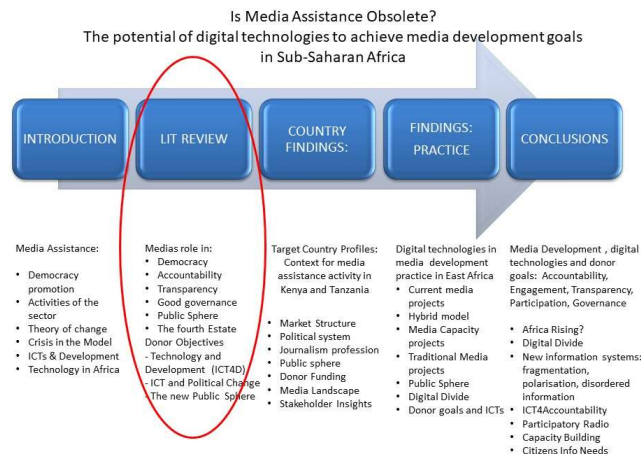 Is Media Assistance Obsolete?
The potential of digital technologies to achieve media development goals
in Sub-Saharan Africa
INTRODUCTION
LIT REVIEW
COUNTRY
FINDINGS:
FINDINGS:
PRACTICE
CONCLUSIONS
Media Assistance:
• Democracy
promotion
• Activities of the
sector
• Theory of change
• Crisis in the Model
• ICTs & Development
• Technology in Africa
Medias role in:
• Democracy
• Accountability
• Transparency
• Good governance
• Public Sphere
• The fourth Estate
Donor Objectives
- Technology and
Development (ICT4D)
- ICT and Political Change
- The new Public Sphere
Target Country Profiles:
Context for media
assistance activity in
Kenya and Tanzania
• Market Structure
• Political system
• Journalism profession
• Public sphere
• Donor Funding
• Media Landscape
• Stakeholder Insights
Digital technologies in
media development
practice in East Africa
• Current media
projects
• Hybrid model
• Media Capacity
projects
• Traditional Media
projects
• Public Sphere
• Digital Divide
• Donor goals and ICTs
Media Development , digital
technologies and donor
goals: Accountability,
Engagement, Transparency,
Participation, Governance
• Africa Rising?
• Digital Divide
• New information systems:
fragmentation,
polarisation, disordered
information
• ICT4Accountability
• Participatory Radio
• Capacity Building
• Citizens Info Needs